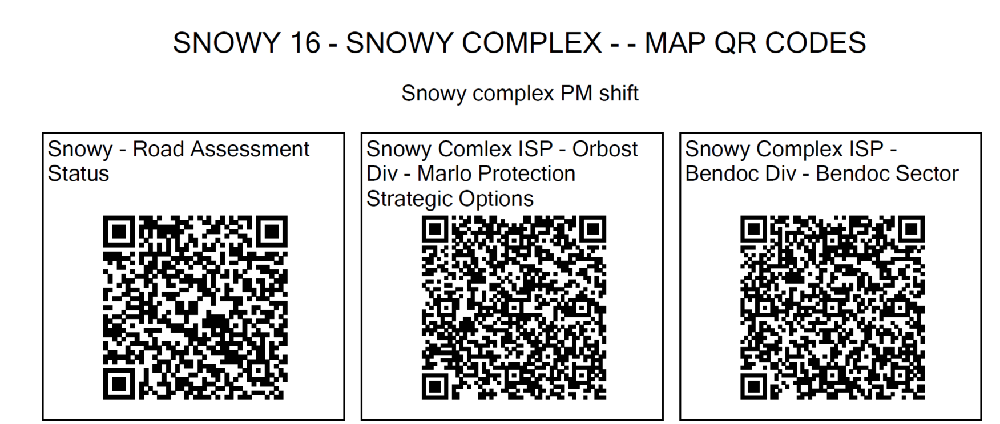 SNOWY 16 - SNOWY COMPLEX - - MAP QR CODES
Snowy complex PM shift
Snowy - Road Assessment
Status
Snowy Comlex ISP - Orbost
Div - Marlo Protection
Strategic Options
Snowy Complex ISP -
Bendoc Div - Bendoc Sector